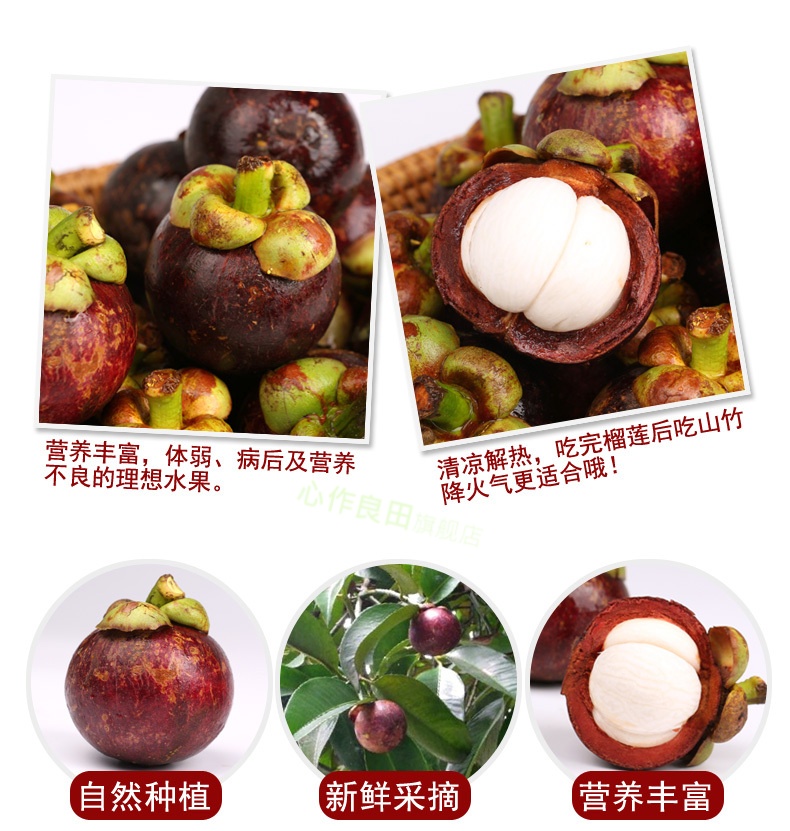 营养丰富，体弱、病后及营养
不良的理想水果。
清凉解热，吃完榴莲后吃山竹
降火气更适合哦！
心作良田旗舰店
自然种植
新鲜采摘
营养丰富